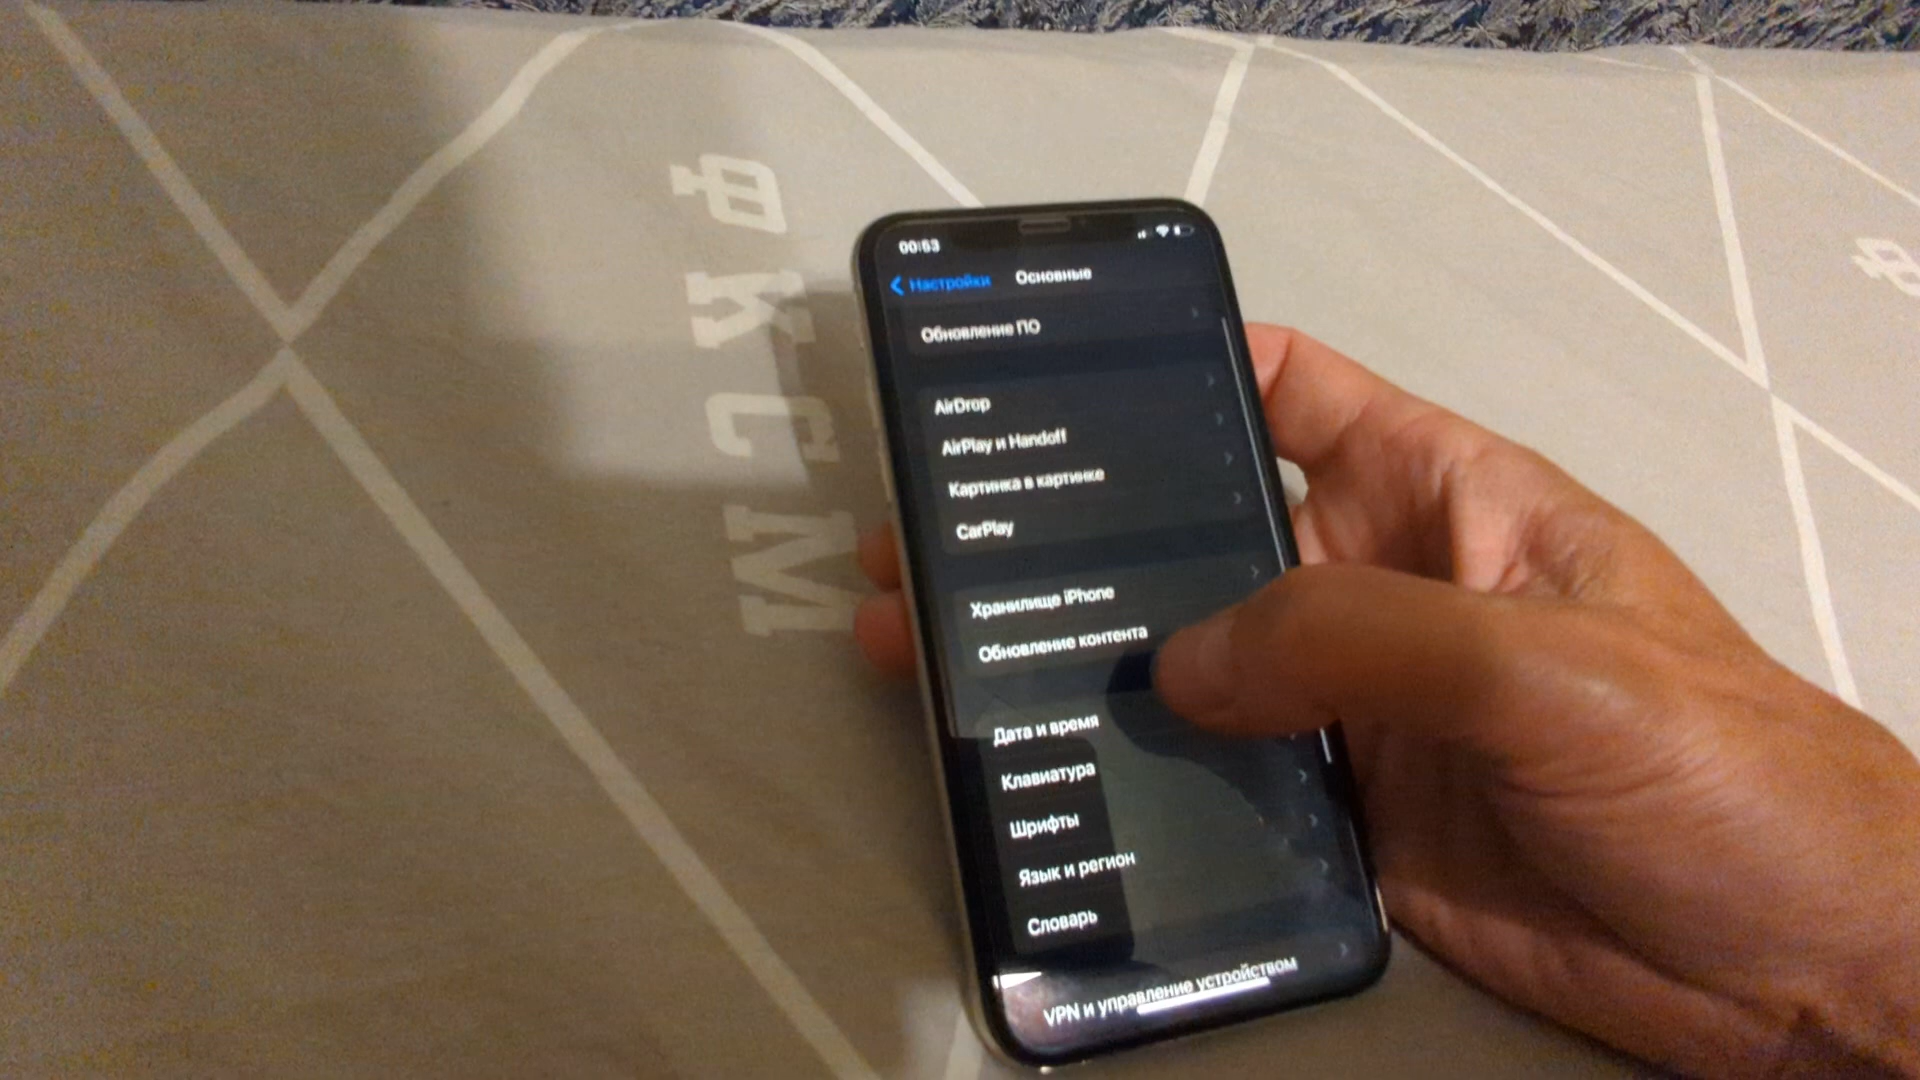 00:53
Настройки
Основные
Обновление ПО
AirDrop
AirPlay и Handoff
Картинка в картинке
CarPlay
Хранилище iPhone
Обновление контента
Дата и время
Клавиатура
Шрифты
Язык и регион
Словарь
VPN и управление устройством